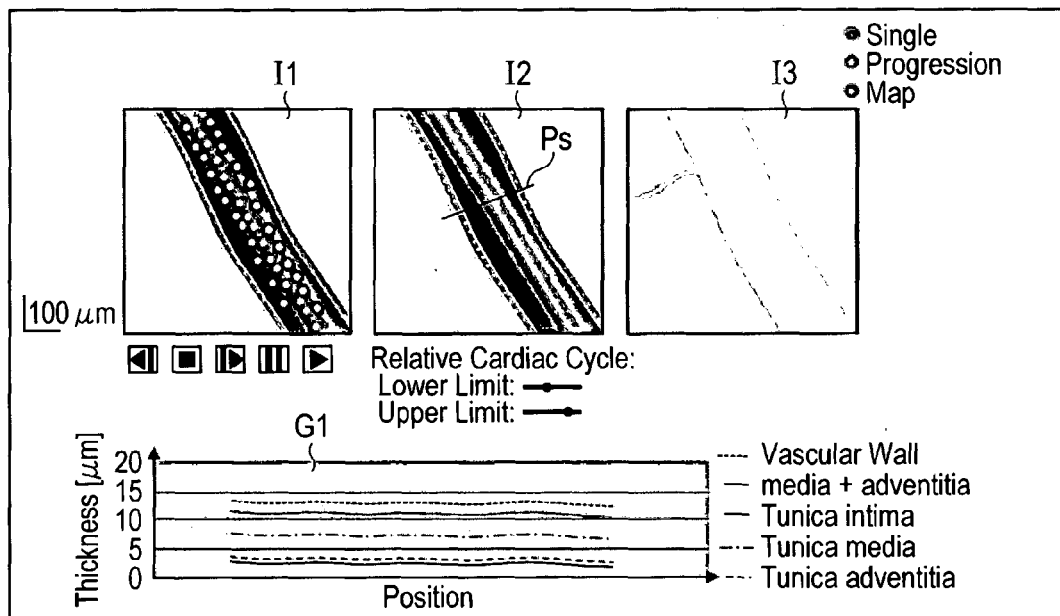 Single
Progression
Map
I1
I2
I3
Ps
100 μm
Relative Cardiac Cycle:
Lower Limit:
Upper Limit:
G1
Thickness [μm]
20
15
10
5
0
Position
Vascular Wall
media + adventitia
Tunica intima
Tunica media
Tunica adventitia